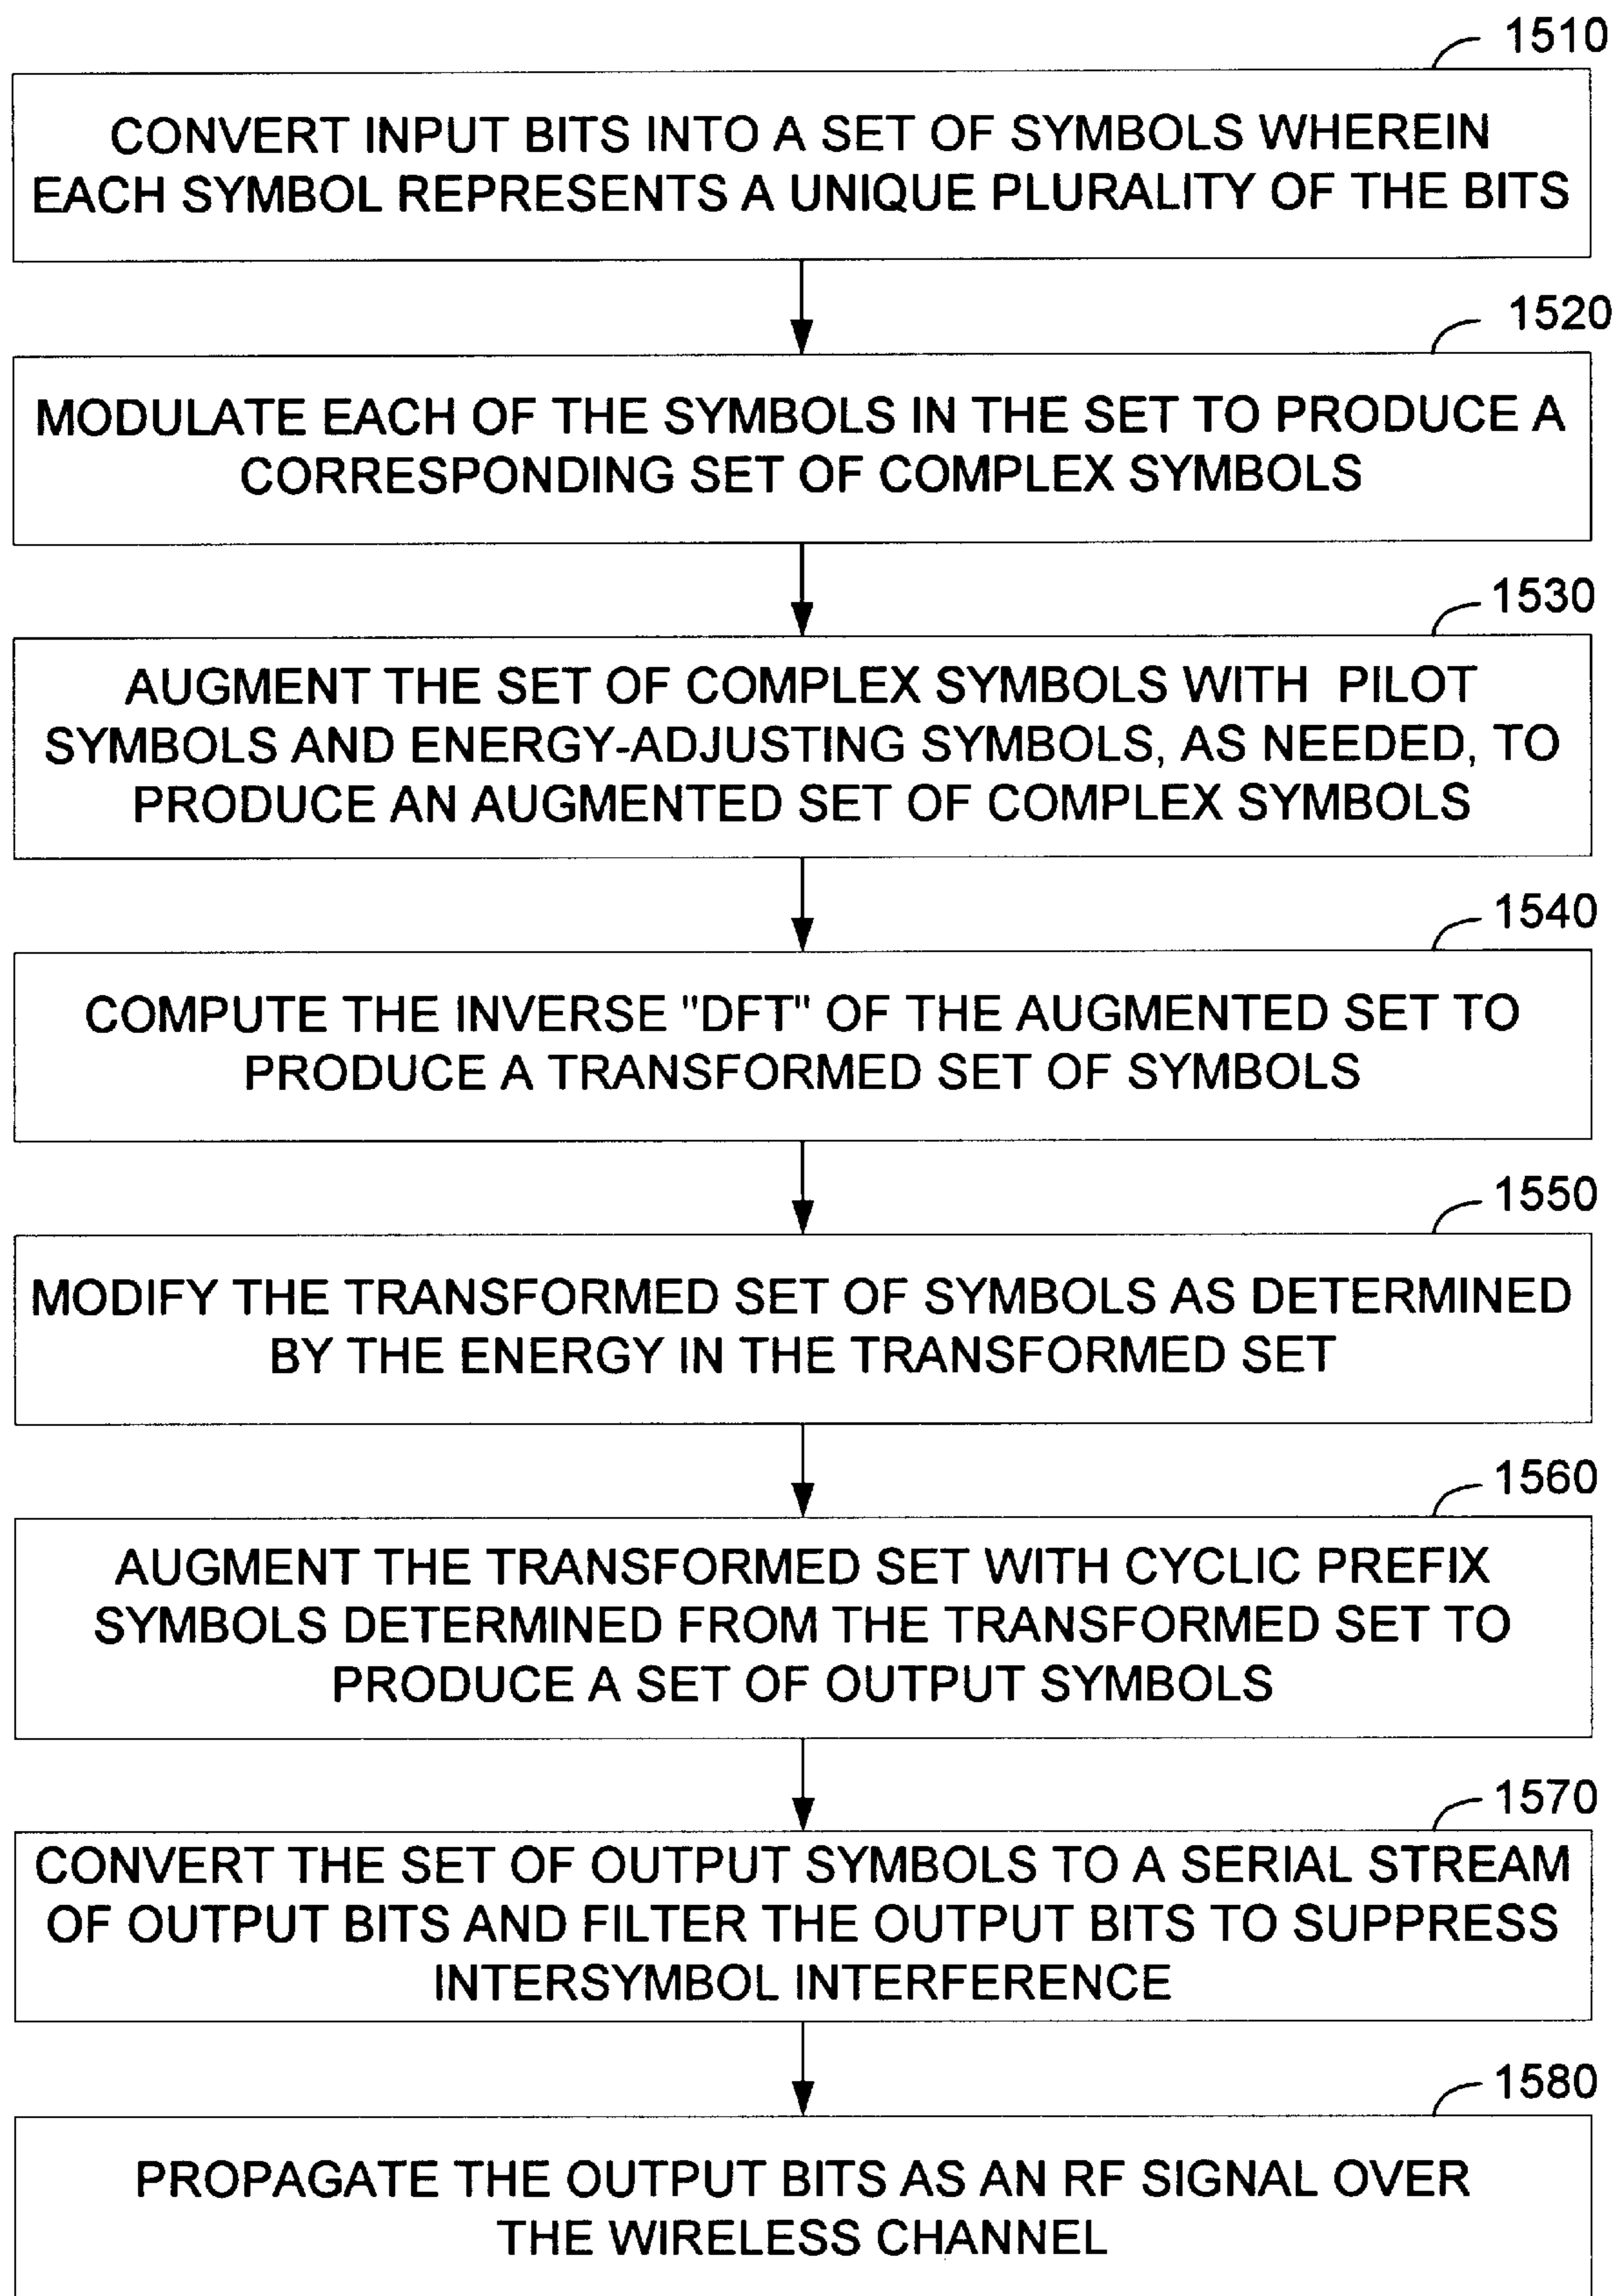 1510
CONVERT INPUT BITS INTO A SET OF SYMBOLS WHEREIN
EACH SYMBOL REPRESENTS A UNIQUE PLURALITY OF THE BITS
1520
MODULATE EACH OF THE SYMBOLS IN THE SET TO PRODUCE A
CORRESPONDING SET OF COMPLEX SYMBOLS
1530
AUGMENT THE SET OF COMPLEX SYMBOLS WITH PILOT
SYMBOLS AND ENERGY-ADJUSTING SYMBOLS, AS NEEDED, TO
PRODUCE AN AUGMENTED SET OF COMPLEX SYMBOLS
1540
COMPUTE THE INVERSE "DFT" OF THE AUGMENTED SET TO
PRODUCE A TRANSFORMED SET OF SYMBOLS
1550
MODIFY THE TRANSFORMED SET OF SYMBOLS AS DETERMINED
BY THE ENERGY IN THE TRANSFORMED SET
1560
AUGMENT THE TRANSFORMED SET WITH CYCLIC PREFIX
SYMBOLS DETERMINED FROM THE TRANSFORMED SET TO
PRODUCE A SET OF OUTPUT SYMBOLS
1570
CONVERT THE SET OF OUTPUT SYMBOLS TO A SERIAL STREAM
OF OUTPUT BITS AND FILTER THE OUTPUT BITS TO SUPPRESS
INTERSYMBOL INTERFERENCE
1580
PROPAGATE THE OUTPUT BITS AS AN RF SIGNAL OVER
THE WIRELESS CHANNEL